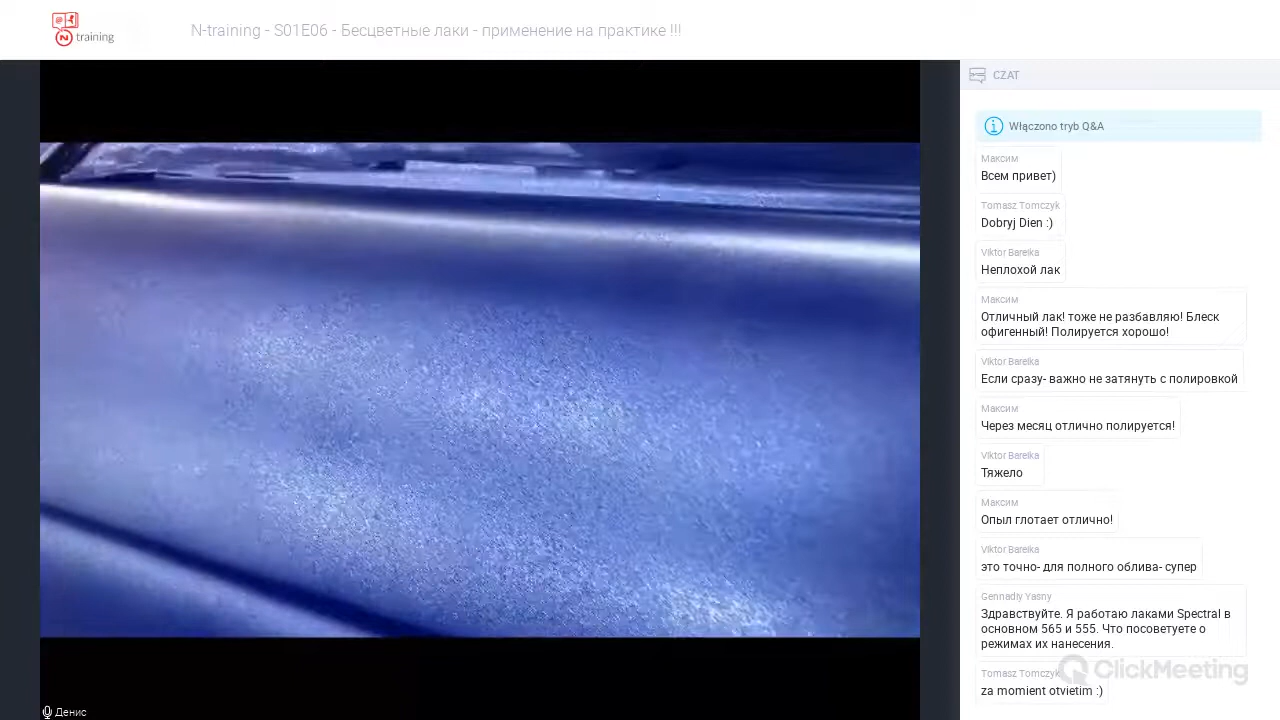 N training
N-training - S01E06 - Бесцветные лаки - применение на практике !!!
CZAT
Włączono tryb Q&A
Максим
Всем привет)
Tomasz Tomczyk
Dobryj Dien :)
Viktor Bareika
Неплохой лак
Максим
Отличный лак! тоже не разбавляю! Блеск
офигенный! Полируется хорошо!
Viktor Bareika
Если сразу- важно не затянуть с полировкой
Максим
Через месяц отлично полируется!
Viktor Bareika
Тяжело
Максим
Опыл глотает отлично!
Viktor Bareika
это точно- для полного облива- супер
Gennadiy Yasny
Здравствуйте. Я работаю лаками Spectral в
основном 565 и 555. Что посоветуете о
режимах их нанесения.
Tomasz Tomczyk
za momient otvietim :)
ClickMeeting
Денис